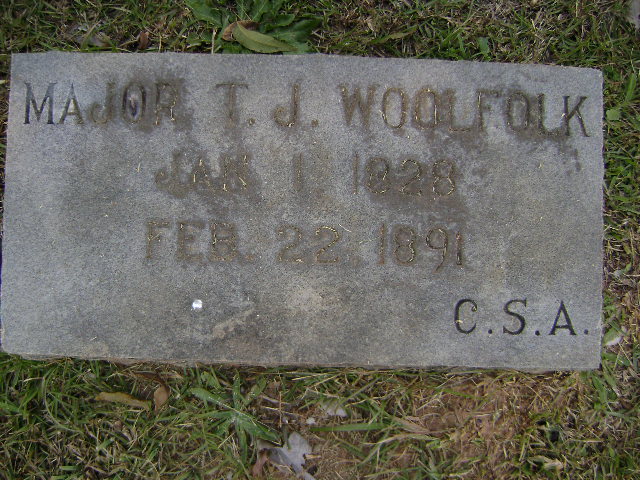 MAJOR T. J. WOOLFOLK
JAN 1, 1828
FEB. 22, 1891
C.S.A.